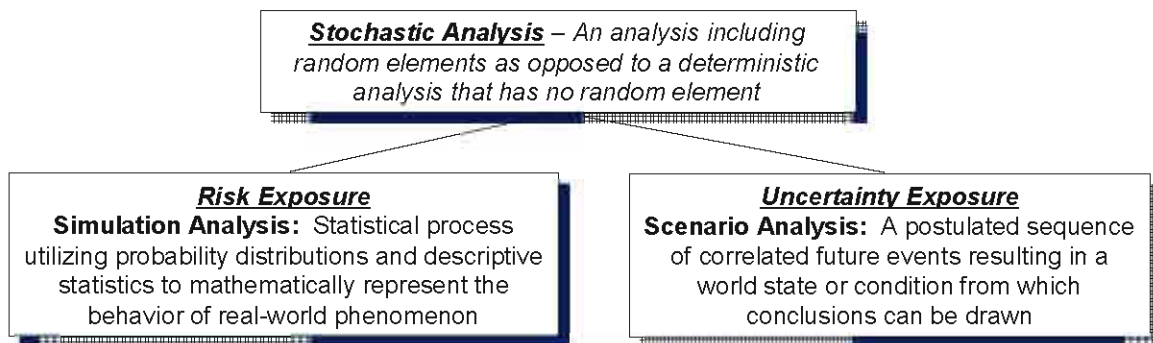 Stochastic Analysis – An analysis including
random elements as opposed to a deterministic
analysis that has no random element
Risk Exposure
Simulation Analysis: Statistical process
utilizing probability distributions and descriptive
statistics to mathematically represent the
behavior of real-world phenomenon
Uncertainty Exposure
Scenario Analysis: A postulated sequence
of correlated future events resulting in a
world state or condition from which
conclusions can be drawn